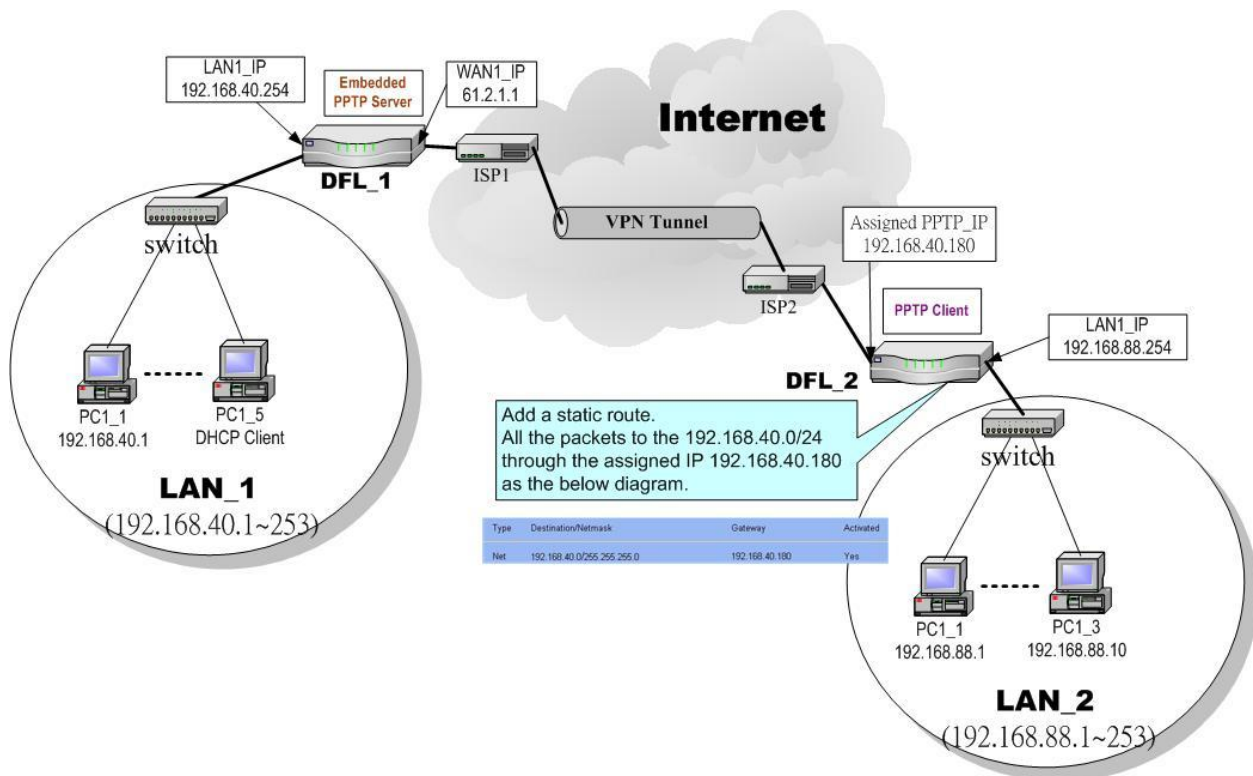 LAN1_IP
192.168.40.254
Embedded
PPTP Server
WAN1_IP
61.2.1.1
Internet
DFL_1
ISP1
switch
VPN Tunnel
Assigned PPTP_IP
192.168.40.180
ISP2
PPTP Client
LAN1_IP
192.168.88.254
DFL_2
PC1_1
192.168.40.1
PC1_5
DHCP Client
LAN_1
(192.168.40.1~253)
Add a static route.
All the packets to the 192.168.40.0/24
through the assigned IP 192.168.40.180
as the below diagram.
switch
Type Destination/Netmask Gateway Activated
Net 192.168.40.0/255.255.255.0 192.168.40.180 Yes
PC1_1
192.168.88.1
PC1_3
192.168.88.10
LAN_2
(192.168.88.1~253)